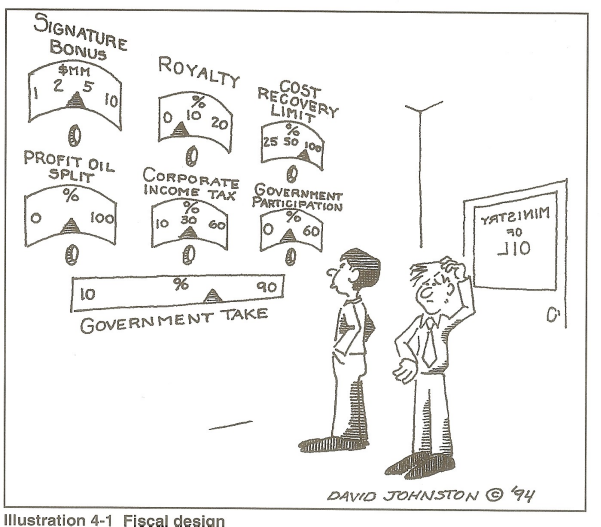 SIGNATURE
BONUS
$MM
1 2 5 10
ROYALTY
%
0 10 20
COST
RECOVERY
LIMIT
%
25 50 100
PROFIT OIL
SPLIT
%
0 100
CORPORATE
INCOME TAX
%
10 30 60
GOVERNMENT
PARTICIPATION
%
0 60
10 % 90
GOVERNMENT TAKE
MINISTRY
OF
OIL
DAVID JOHNSTON © '94
Illustration 4-1 Fiscal design